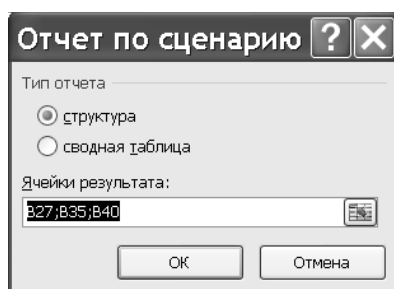 Отчет по сценарию
Тип отчета
структура
сводная таблица
Ячейки результата:
B27;B35;B40
ОК
Отмена